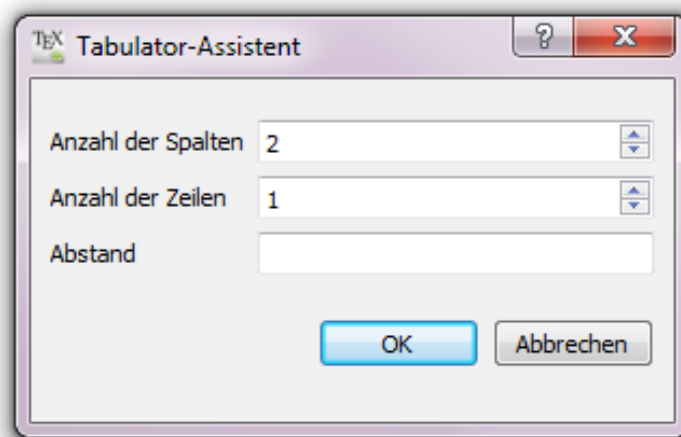 TEX Tabulator-Assistent
Anzahl der Spalten 2
Anzahl der Zeilen 1
Abstand
OK Abbrechen